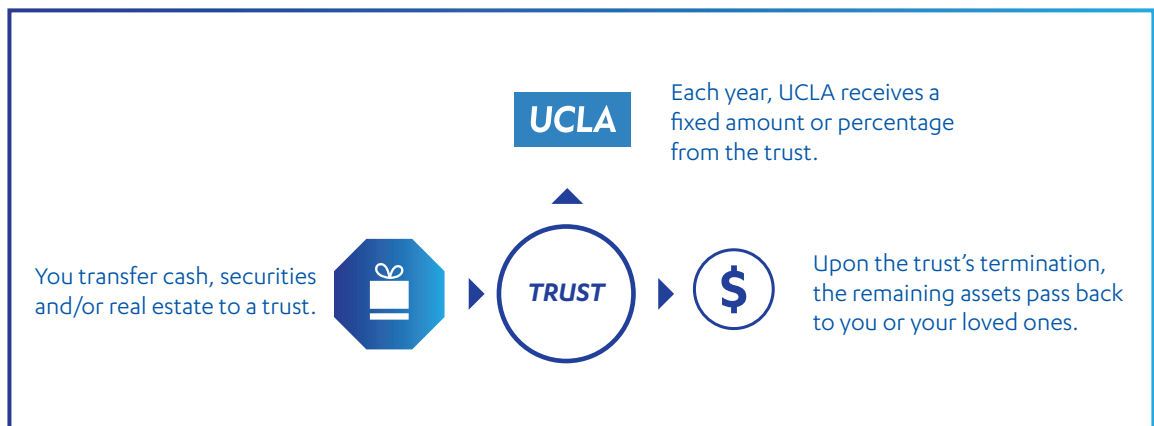 UCLA
Each year, UCLA receives a
fixed amount or percentage
from the trust.
You transfer cash, securities
and/or real estate to a trust.
TRUST
$
Upon the trust’s termination,
the remaining assets pass back
to you or your loved ones.